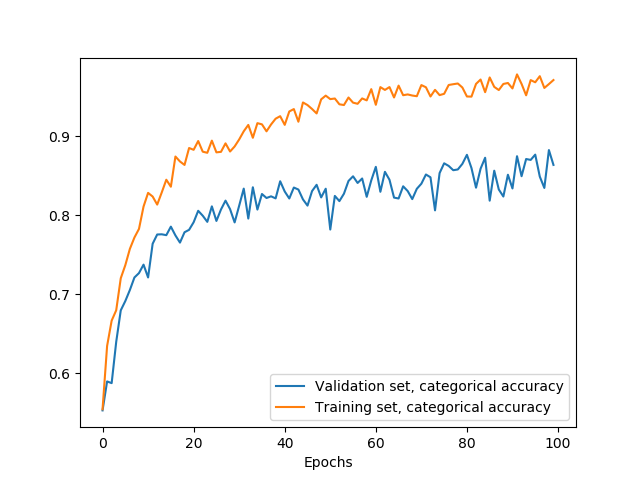 0.9
0.8
0.7
0.6
Validation set, categorical accuracy
Training set, categorical accuracy
0 20 40 60 80 100
Epochs